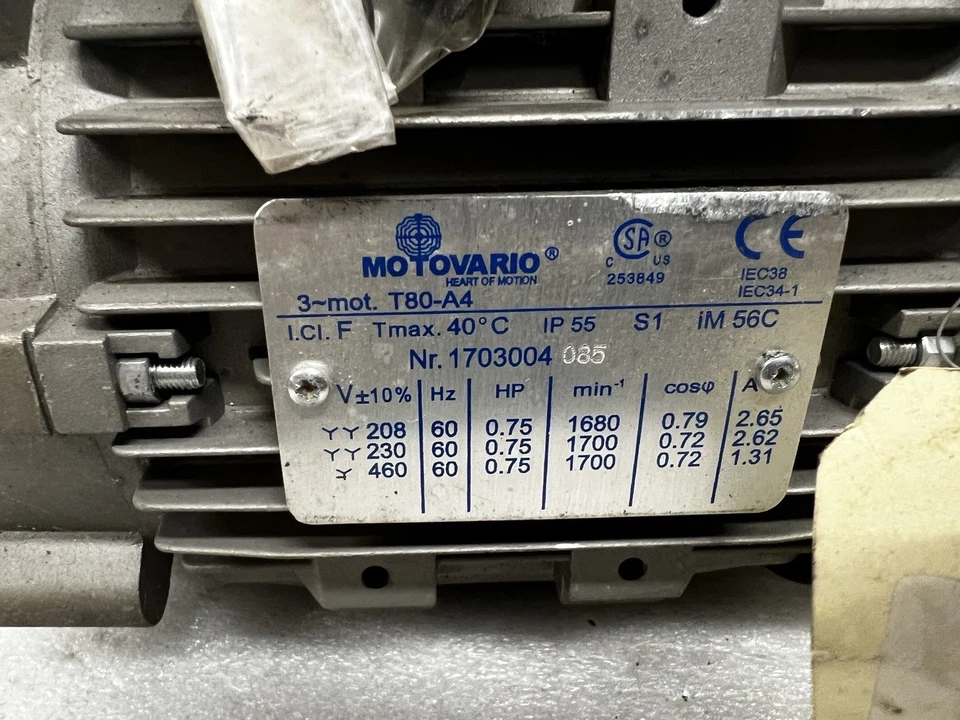 MOTOVARIO ®
HEART OF MOTION
C SA ® US
253849
CE
IEC38
IEC34-1
3~mot. T80-A4
I.Cl. F Tmax. 40°C IP 55 S1 iM 56C
Nr. 1703004 085
V±10% Hz HP min-1 cosφ A
YY 208 60 0.75 1680 0.79 2.65
YY 230 60 0.75 1700 0.72 2.62
Y 460 60 0.75 1700 0.72 1.31